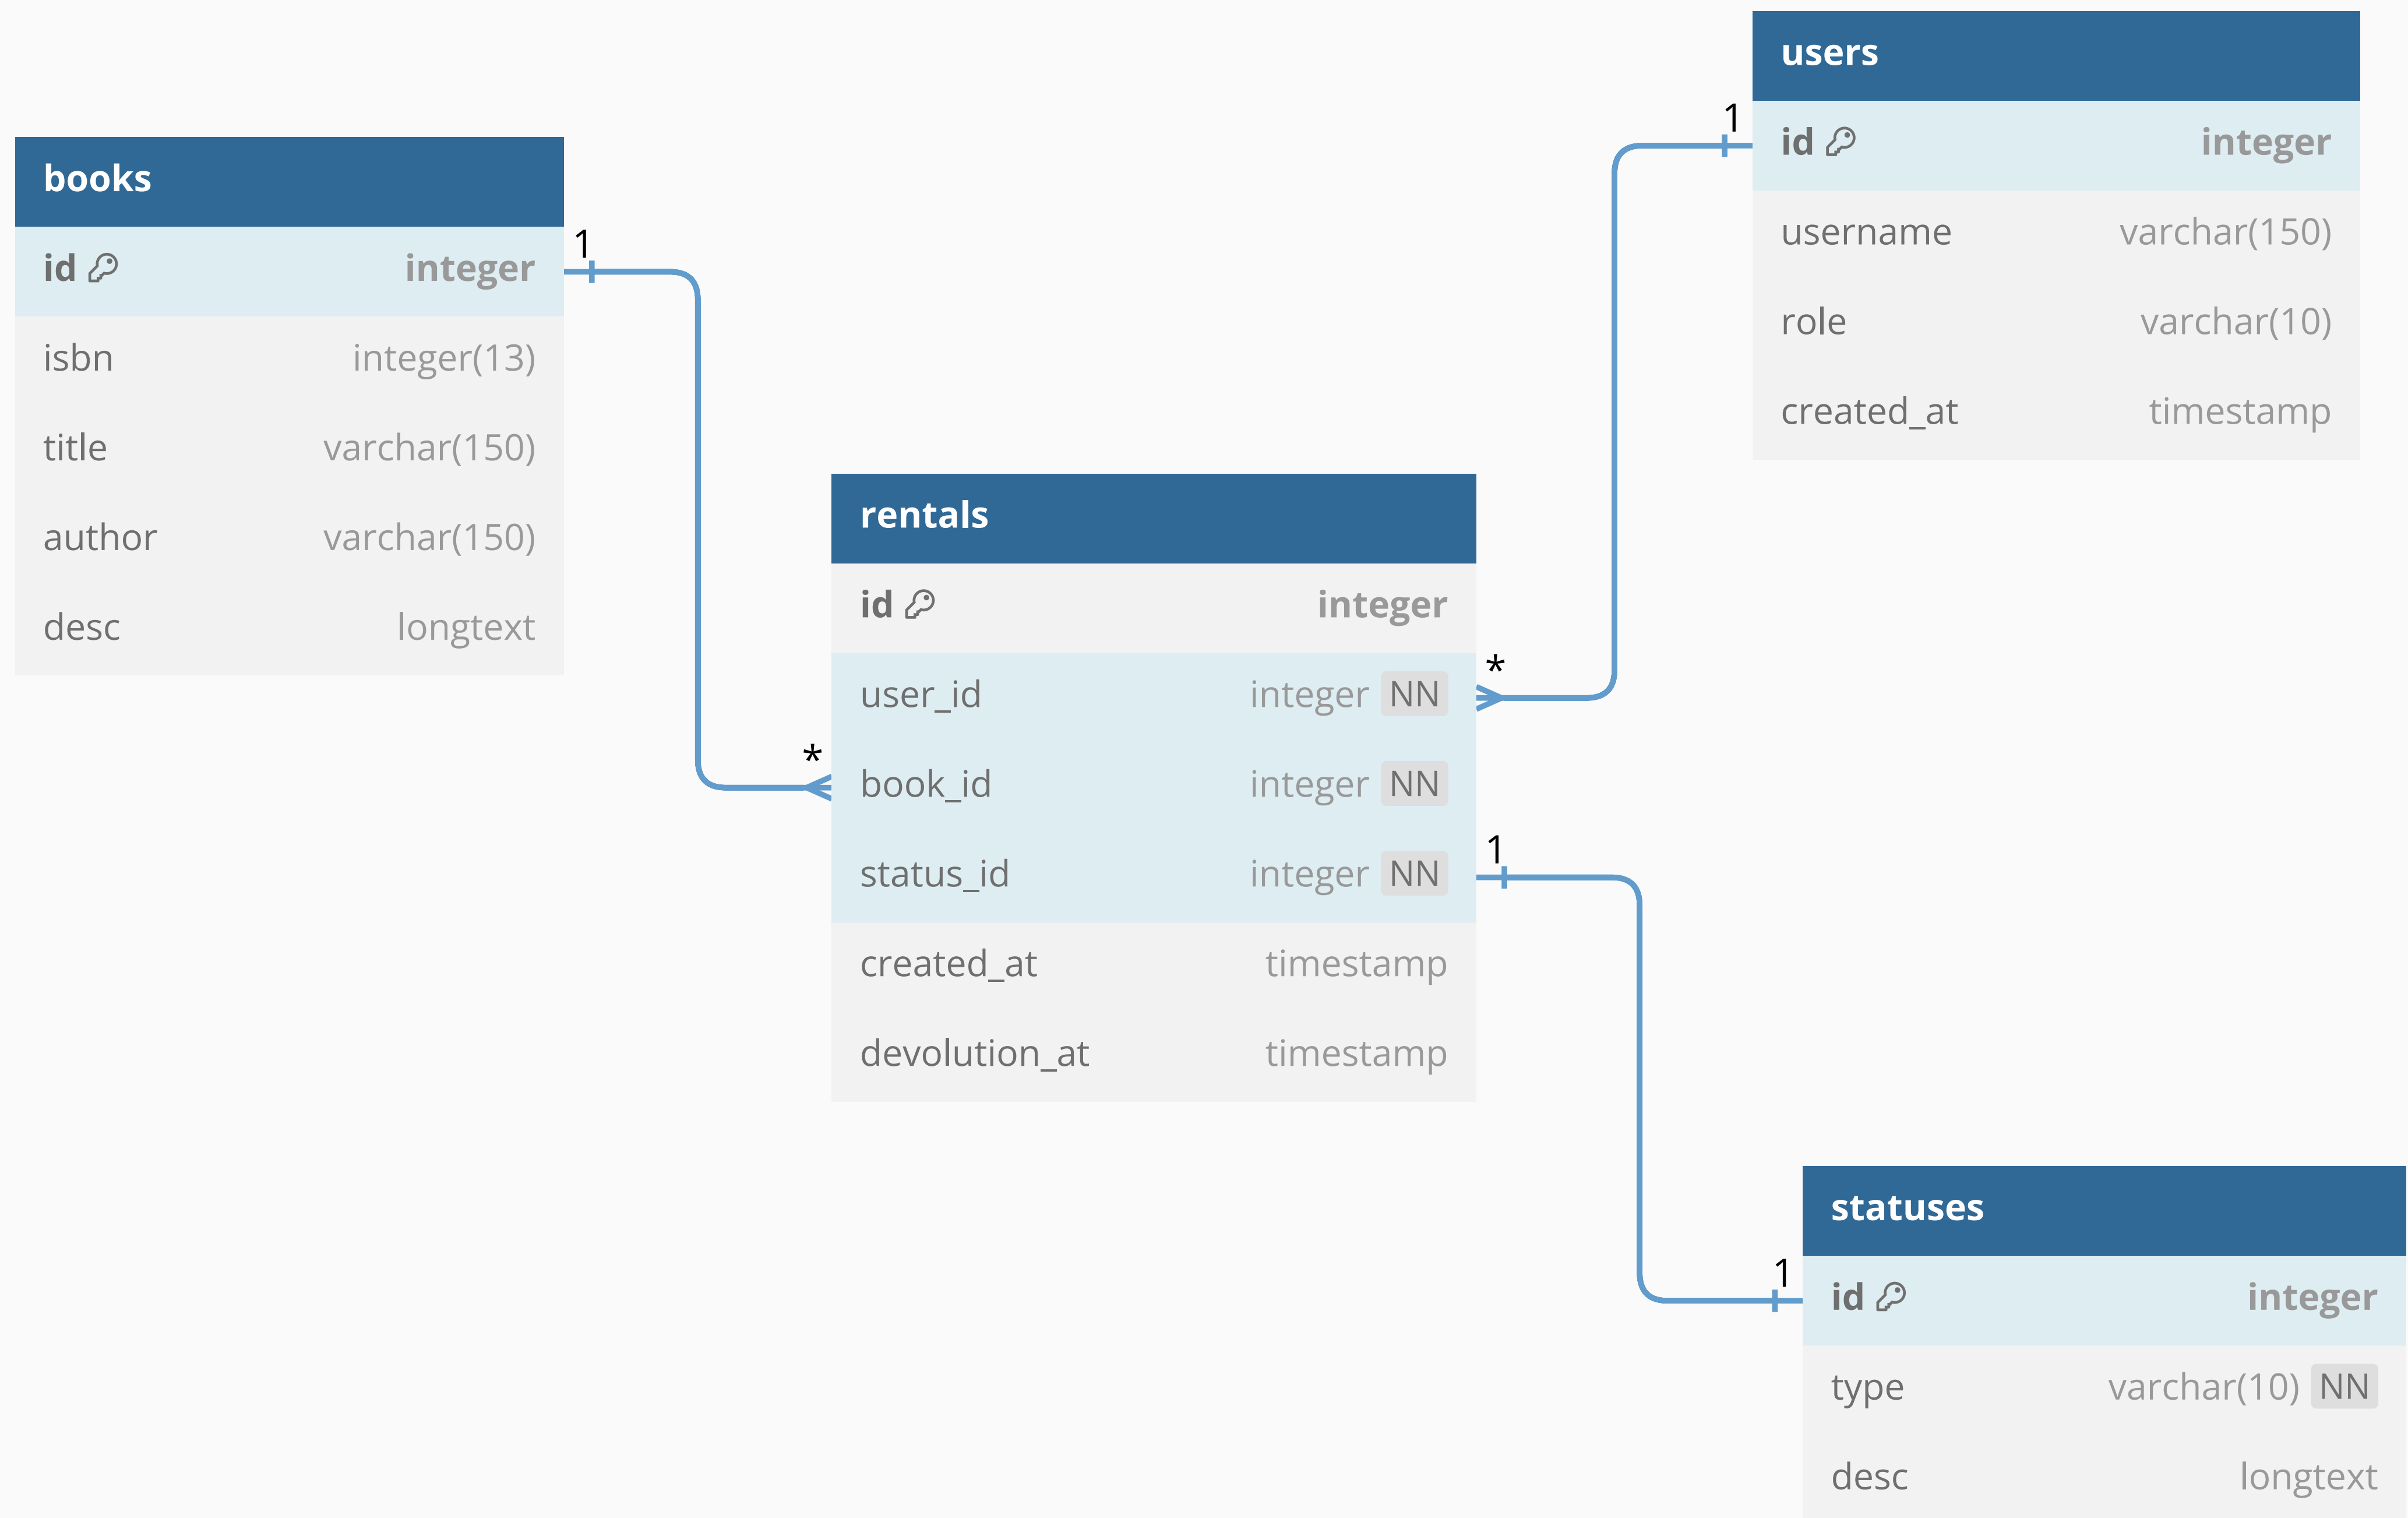 books
id integer
isbn integer(13)
title varchar(150)
author varchar(150)
desc longtext
1
*
rentals
id integer
user_id integer NN
book_id integer NN
status_id integer NN
created_at timestamp
devolution_at timestamp
*
1
users
id integer
username varchar(150)
role varchar(10)
created_at timestamp
1
1
statuses
id integer
type varchar(10) NN
desc longtext